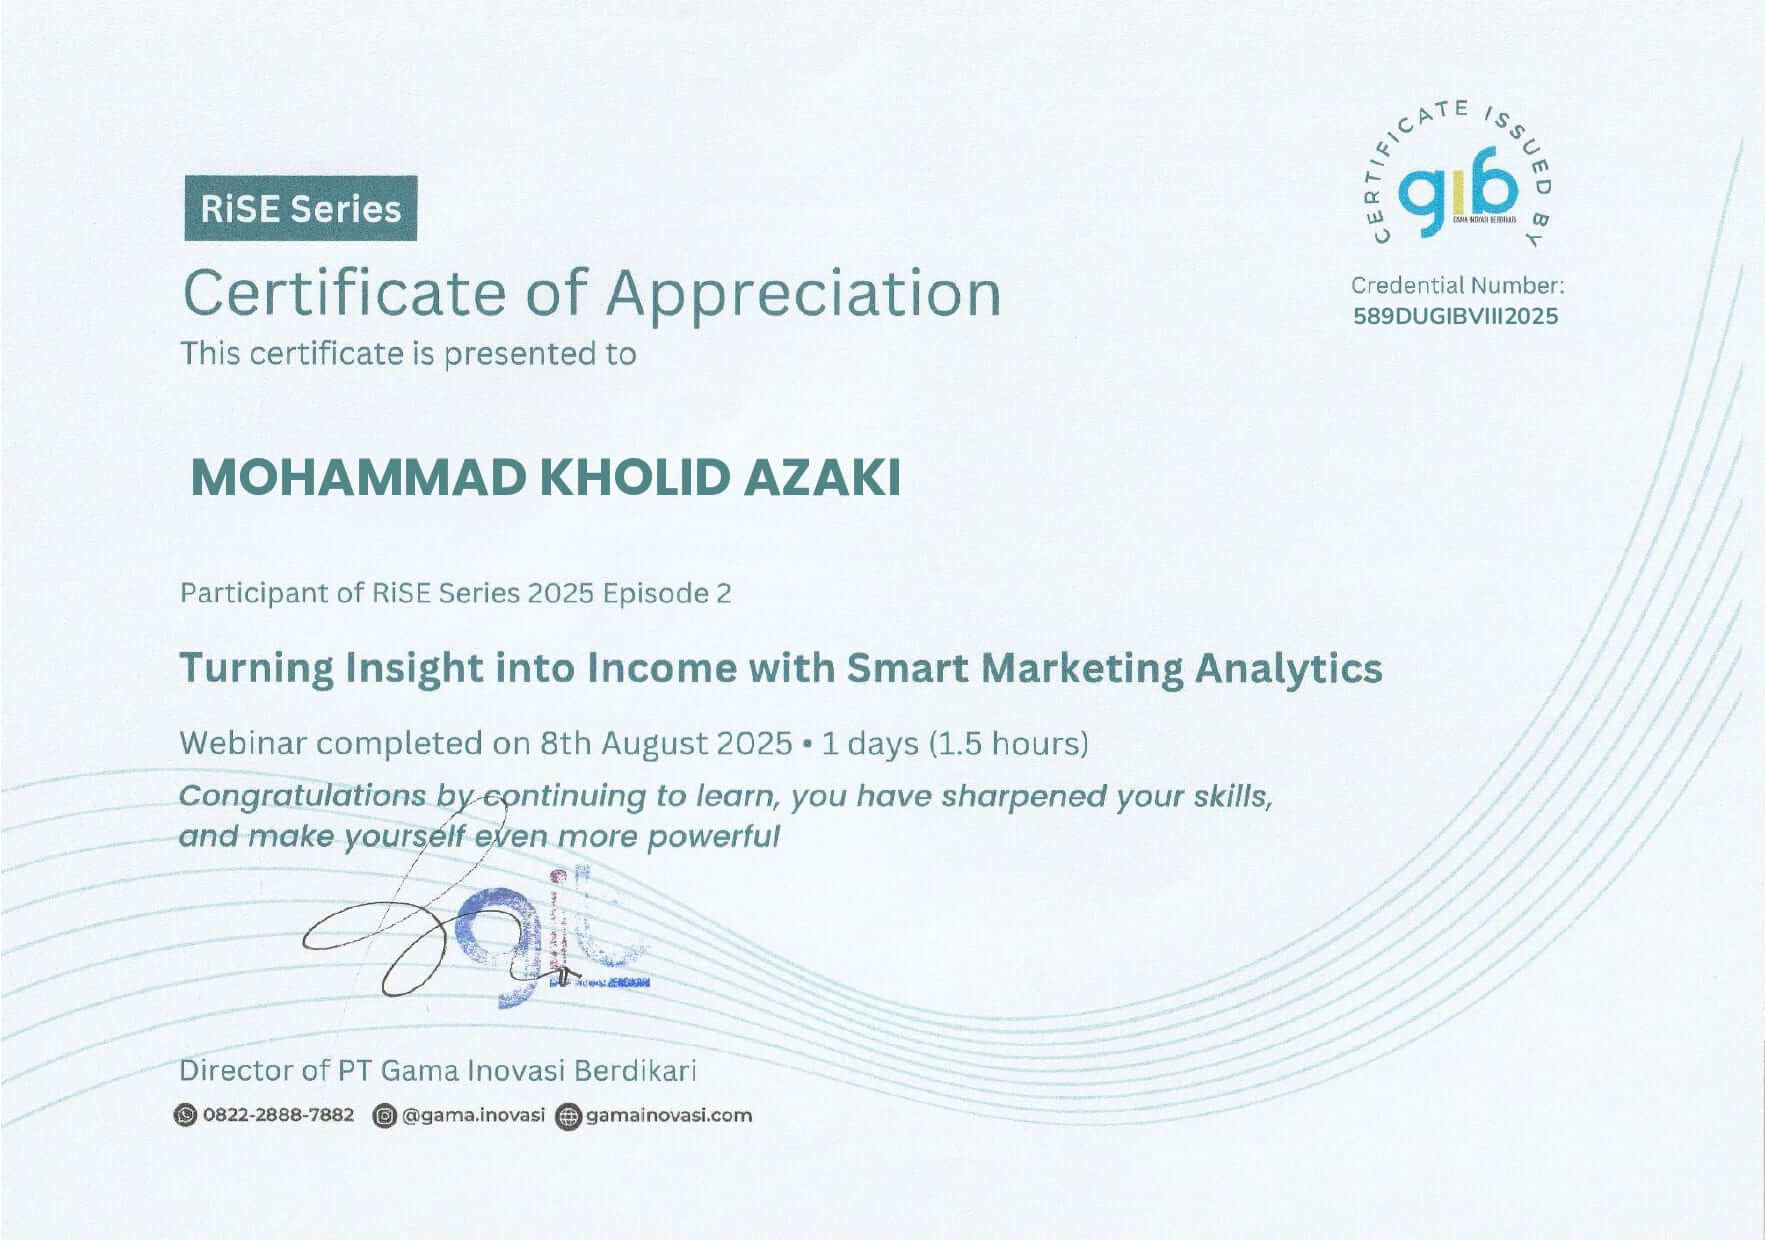 CERTIFICATE ISSUED BY
gib
GAMA INOVASI BERDIKARI
Credential Number:
589DUGIBVIII2025
RiSE Series
Certificate of Appreciation
This certificate is presented to
MOHAMMAD KHOLID AZAKI
Participant of RiSE Series 2025 Episode 2
Turning Insight into Income with Smart Marketing Analytics
Webinar completed on 8th August 2025 • 1 days (1.5 hours)
Congratulations by continuing to learn, you have sharpened your skills,
and make yourself even more powerful
gib
BERDIKARI
Director of PT Gama Inovasi Berdikari
0822-2888-7882 @gama.inovasi gamainovasi.com